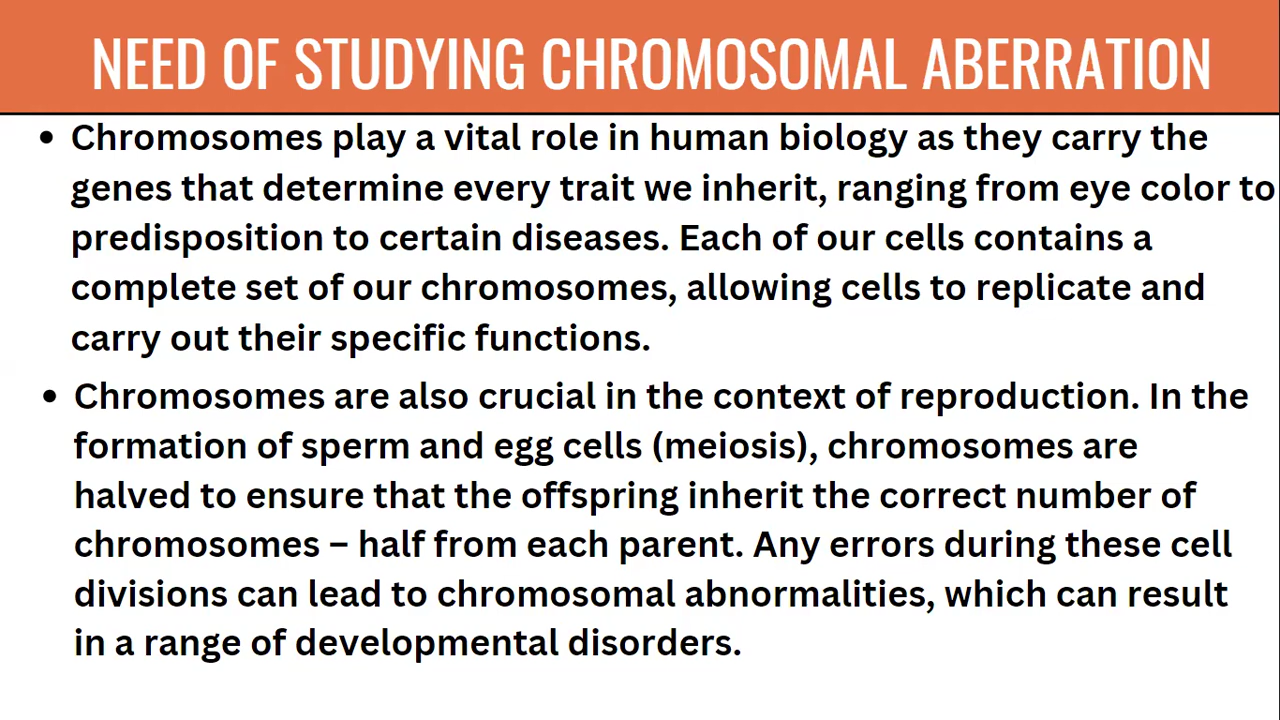 NEED OF STUDYING CHROMOSOMAL ABERRATION
• Chromosomes play a vital role in human biology as they carry the
genes that determine every trait we inherit, ranging from eye color to
predisposition to certain diseases. Each of our cells contains a
complete set of our chromosomes, allowing cells to replicate and
carry out their specific functions.
• Chromosomes are also crucial in the context of reproduction. In the
formation of sperm and egg cells (meiosis), chromosomes are
halved to ensure that the offspring inherit the correct number of
chromosomes – half from each parent. Any errors during these cell
divisions can lead to chromosomal abnormalities, which can result
in a range of developmental disorders.